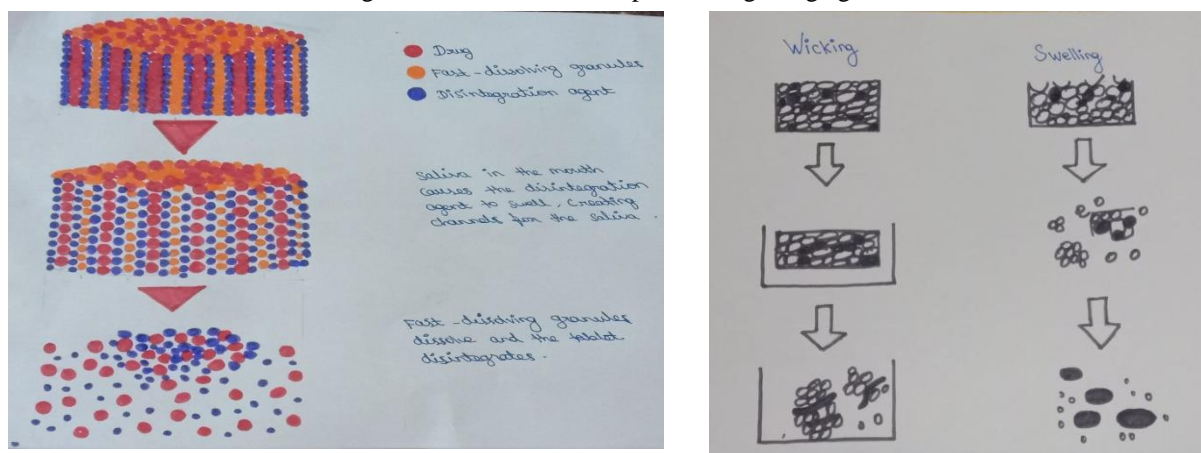 Drug
Fast-dissolving granules
Disintegration agent
Saliva in the mouth
causes the disintegration
agent to swell, creating
channels for the saliva.
Fast-dissolving granules
dissolve and the tablet
disintegrates.
Wicking
Swelling